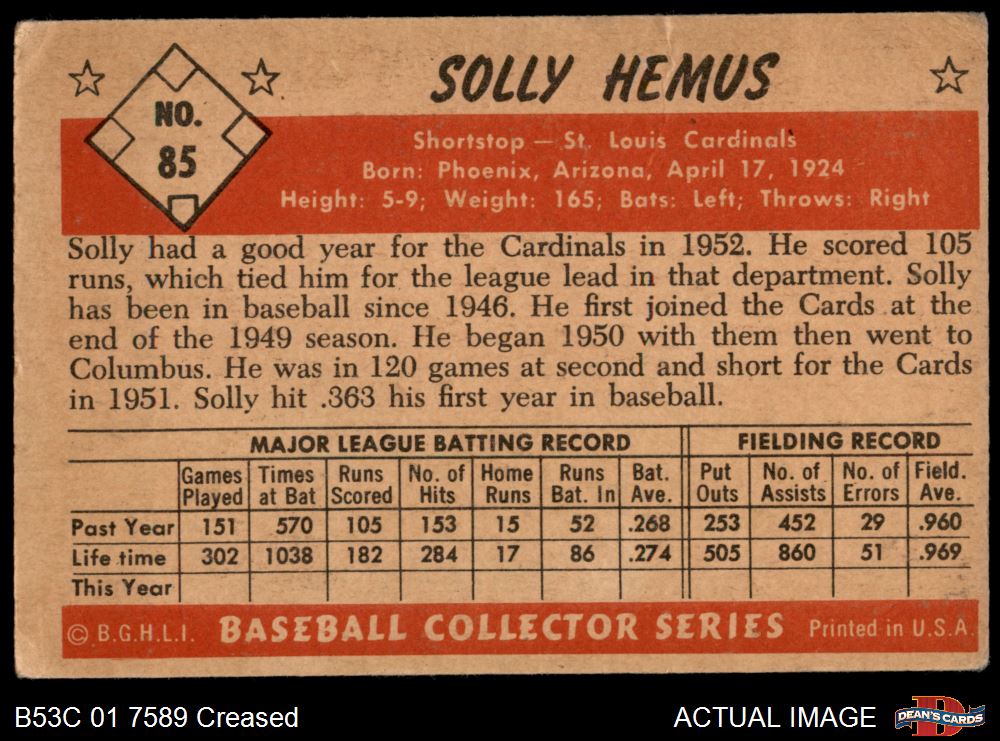 NO.
85
SOLLY HEMUS
Shortstop — St. Louis Cardinals
Born: Phoenix, Arizona, April 17, 1924
Height: 5-9; Weight: 165; Bats: Left; Throws: Right
Solly had a good year for the Cardinals in 1952. He scored 105
runs, which tied him for the league lead in that department. Solly
has been in baseball since 1946. He first joined the Cards at the
end of the 1949 season. He began 1950 with them then went to
Columbus. He was in 120 games at second and short for the Cards
in 1951. Solly hit .363 his first year in baseball.
MAJOR LEAGUE BATTING RECORD FIELDING RECORD
Games Times Runs No. of Home Runs Bat. Put No. of No. of Field.
Played at Bat Scored Hits Runs Bat. In Ave. Outs Assists Errors Ave.
Past Year 151 570 105 153 15 52 .268 253 452 29 .960
Life time 302 1038 182 284 17 86 .274 505 860 51 .969
This Year
© B.G.H.L.I. BASEBALL COLLECTOR SERIES Printed in U.S.A.
B53C 01 7589 Creased ACTUAL IMAGE D DEAN'S CARDS